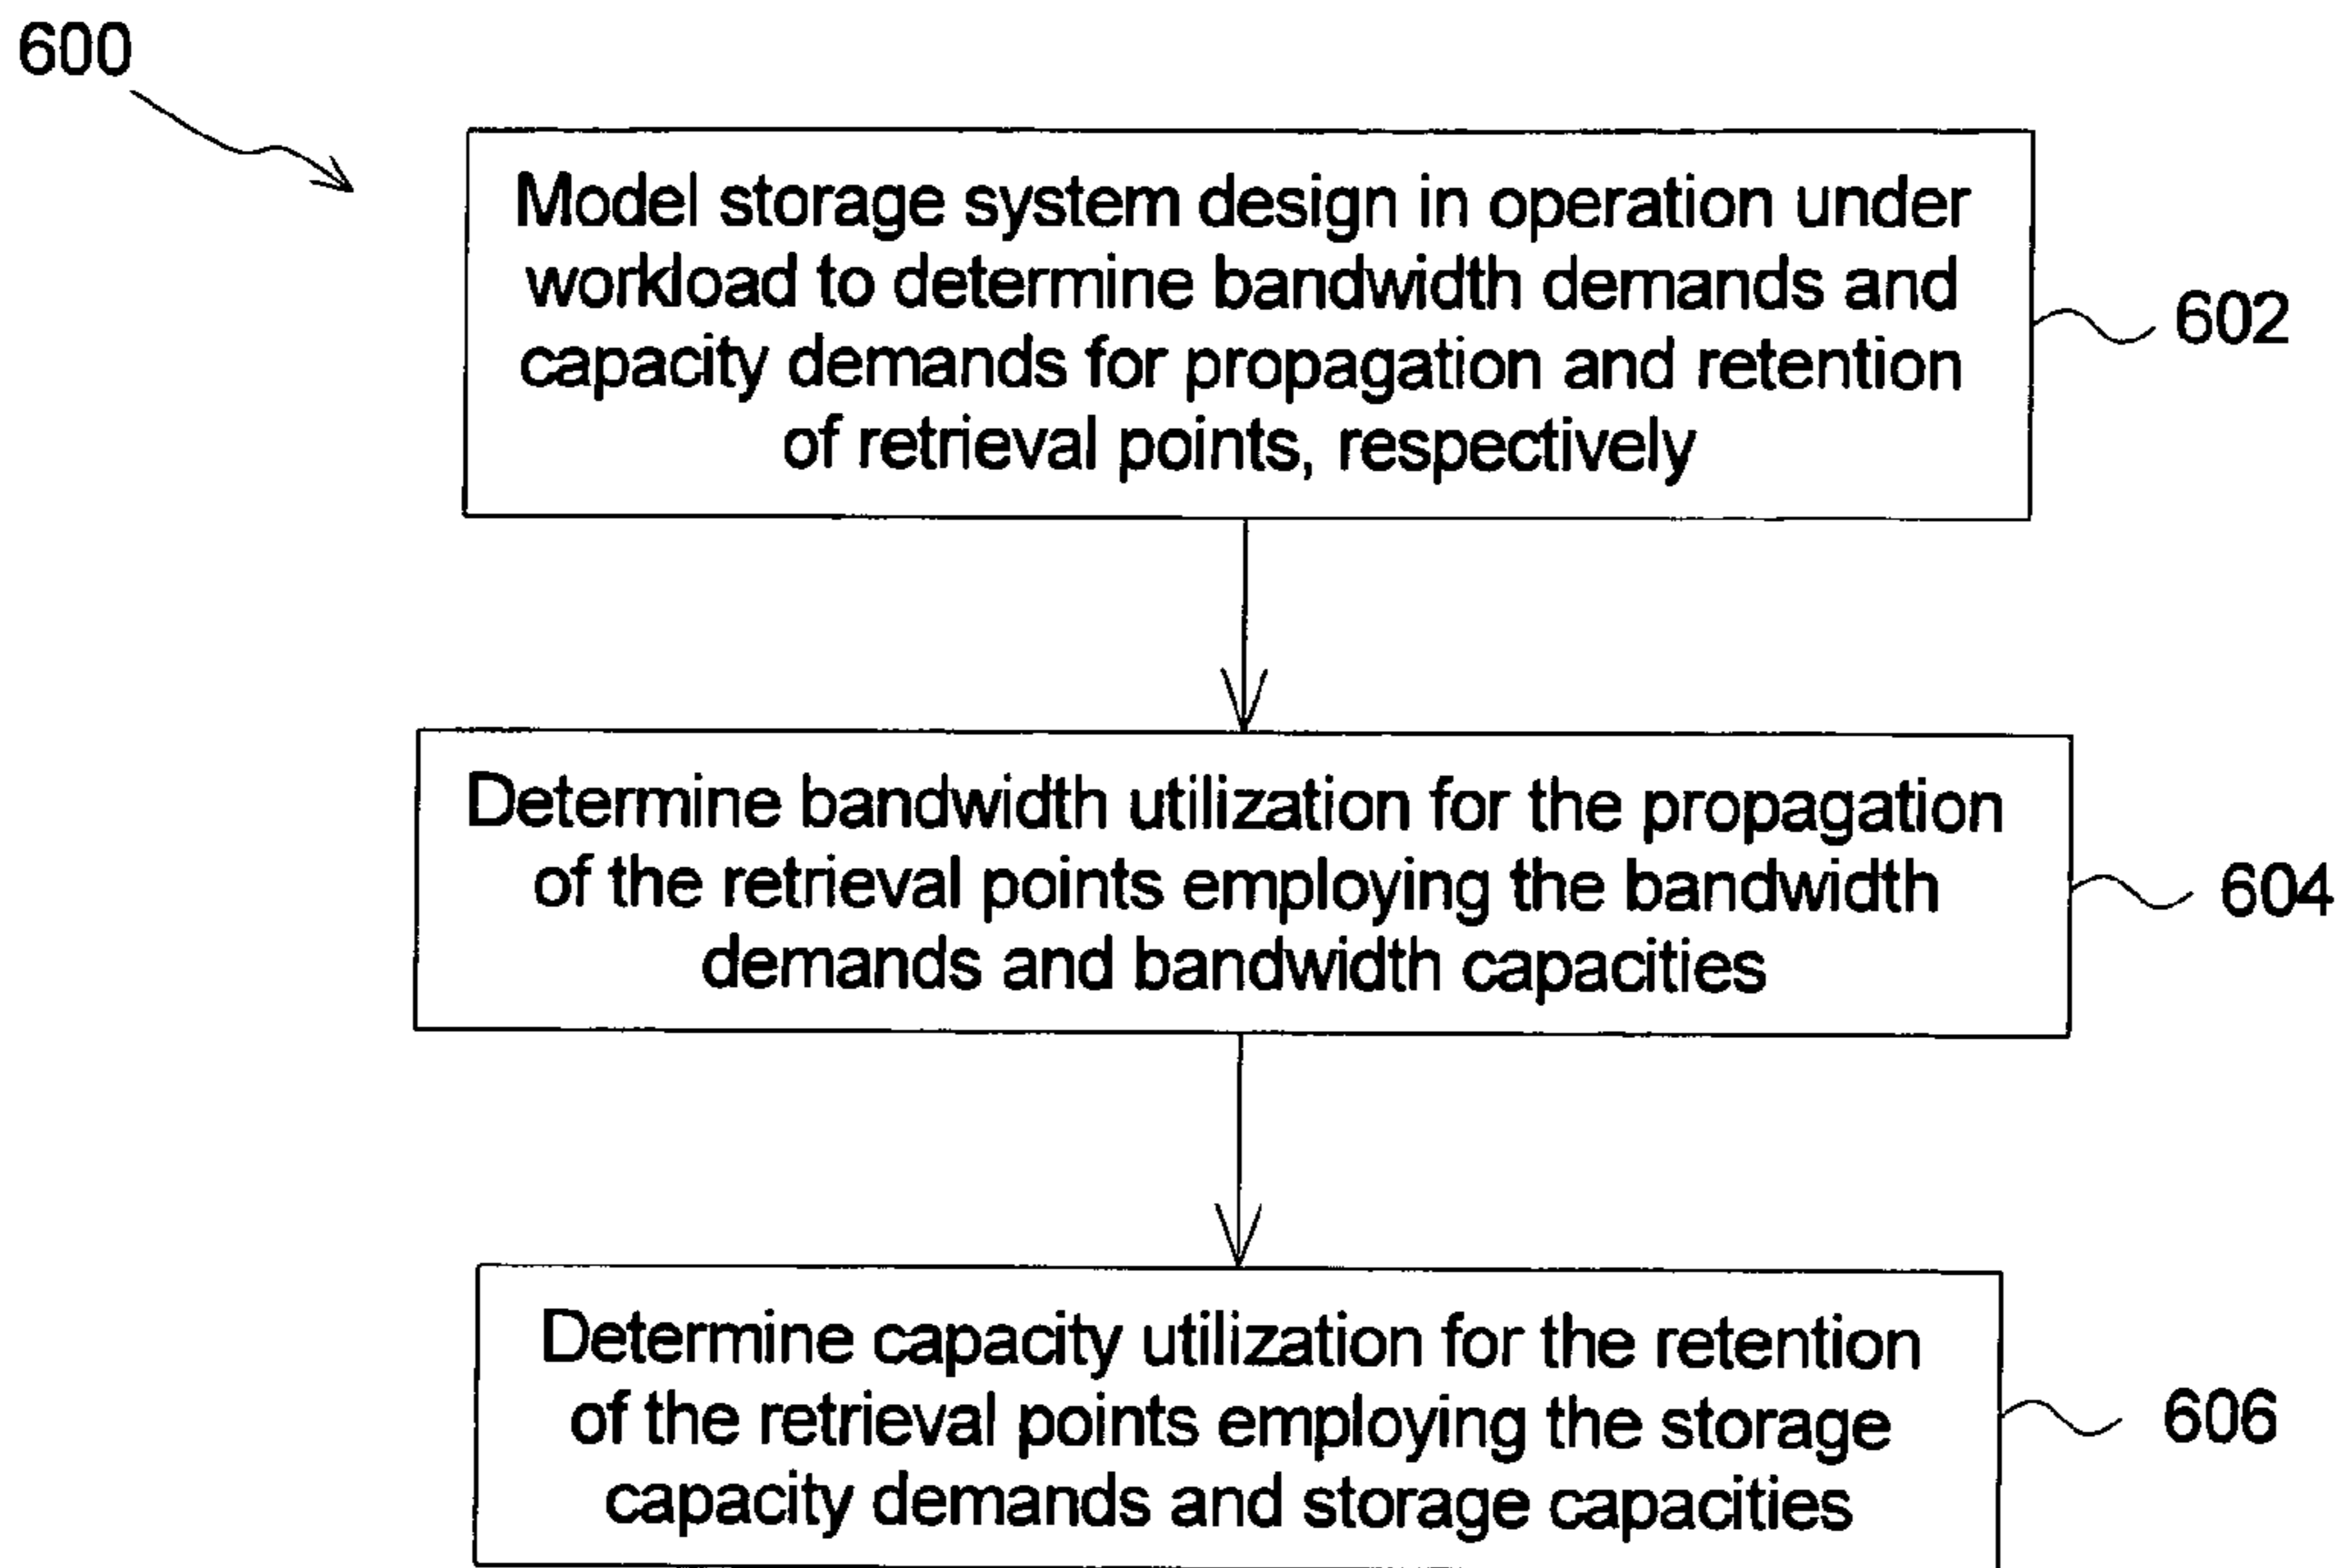 600
Model storage system design in operation under
workload to determine bandwidth demands and
capacity demands for propagation and retention
of retrieval points, respectively
602
Determine bandwidth utilization for the propagation
of the retrieval points employing the bandwidth
demands and bandwidth capacities
604
Determine capacity utilization for the retention
of the retrieval points employing the storage
capacity demands and storage capacities
606